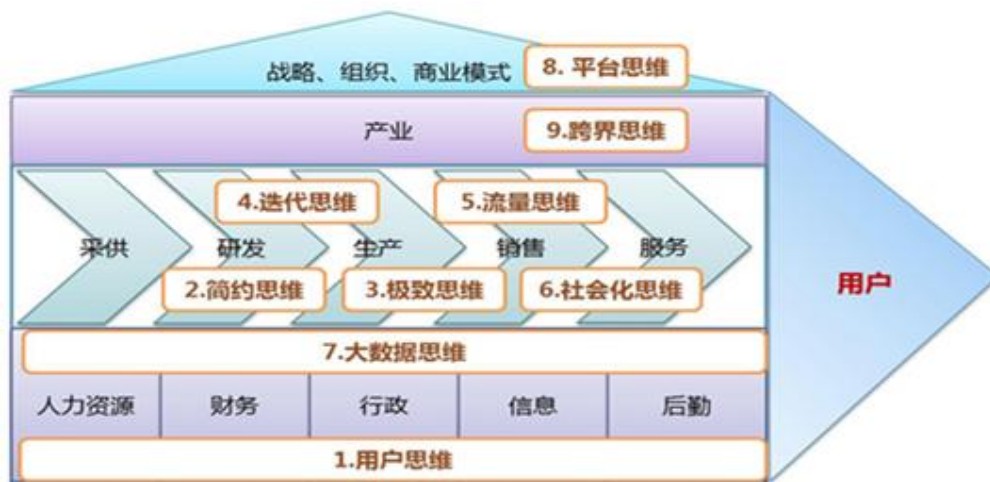 战略、组织、商业模式 8. 平台思维
产业 9.跨界思维
4.迭代思维 5.流量思维
采供 研发 生产 销售 服务
用户
2.简约思维 3.极致思维 6.社会化思维
7.大数据思维
人力资源 财务 行政 信息 后勤
1.用户思维